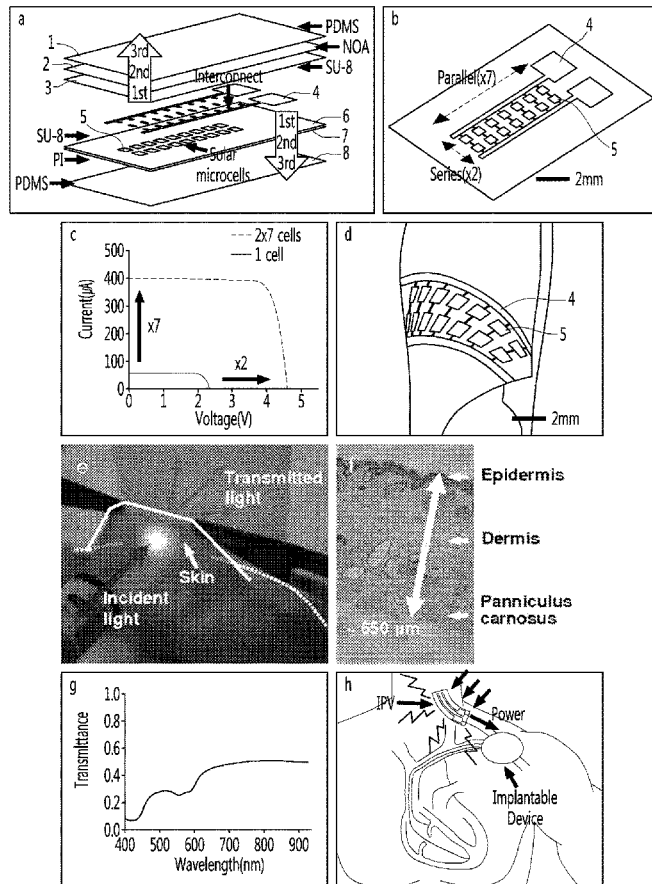 a
PDMS
NOA
SU-8
1
2
3
3rd
2nd
1st
Interconnect
4
5
6
7
8
1st
2nd
3rd
SU-8
PI
PDMS
Solar
microcells
b
4
Parallel(x7)
5
Series(x2)
2mm
c
2x7 cells
1 cell
Current(μA)
500
400
300
200
100
0
x7
x2
0 1 2 3 4 5
Voltage(V)
d
4
5
2mm
e
Transmitted
light
Skin
Incident
light
f
Epidermis
Dermis
Panniculus
carnosus
~ 650 μm
g
Transmittance
1.0
0.8
0.6
0.4
0.2
0.0
400 500 600 700 800 900
Wavelength(nm)
h
IPV
Power
Implantable
Device